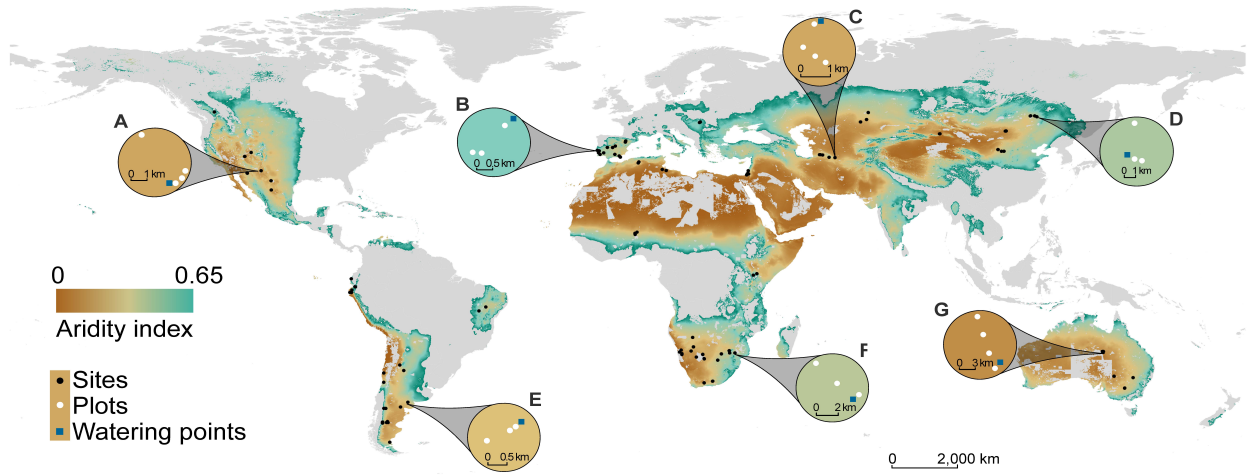 C
0 1 km
B
0 0.5 km
A
0 1 km
D
0 1 km
0 0.65
Aridity index
G
0 3 km
F
0 2 km
Sites
Plots
Watering points
E
0 0.5 km
0 2,000 km